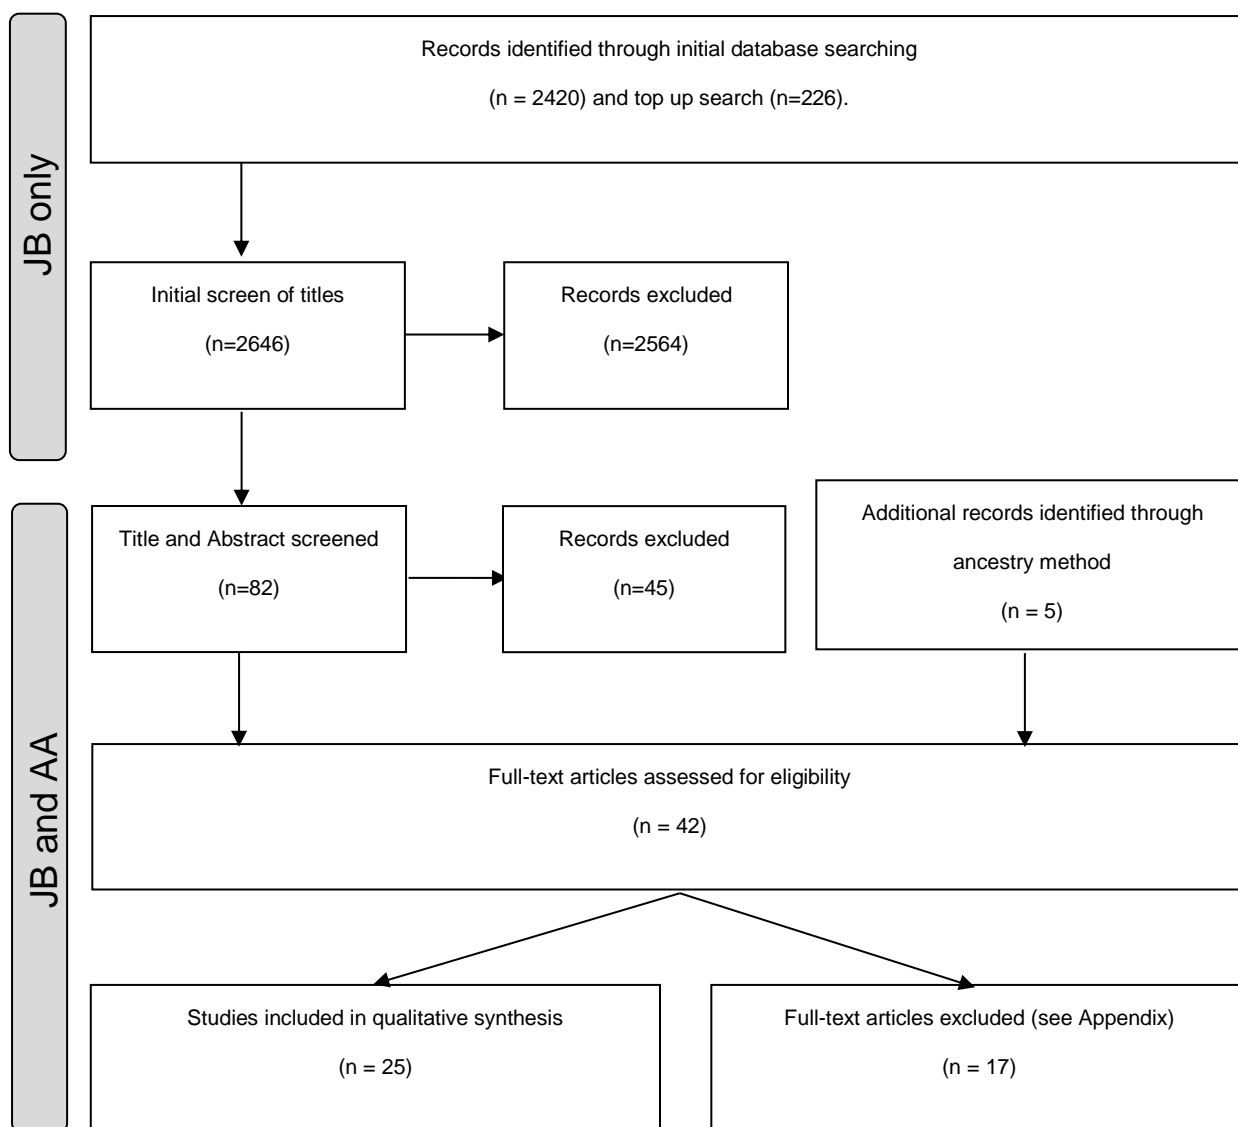 JB only
Records identified through initial database searching
(n = 2420) and top up search (n=226).
Initial screen of titles
(n=2646)
Records excluded
(n=2564)
JB and AA
Title and Abstract screened
(n=82)
Records excluded
(n=45)
Additional records identified through
ancestry method
(n = 5)
Full-text articles assessed for eligibility
(n = 42)
Studies included in qualitative synthesis
(n = 25)
Full-text articles excluded (see Appendix)
(n = 17)